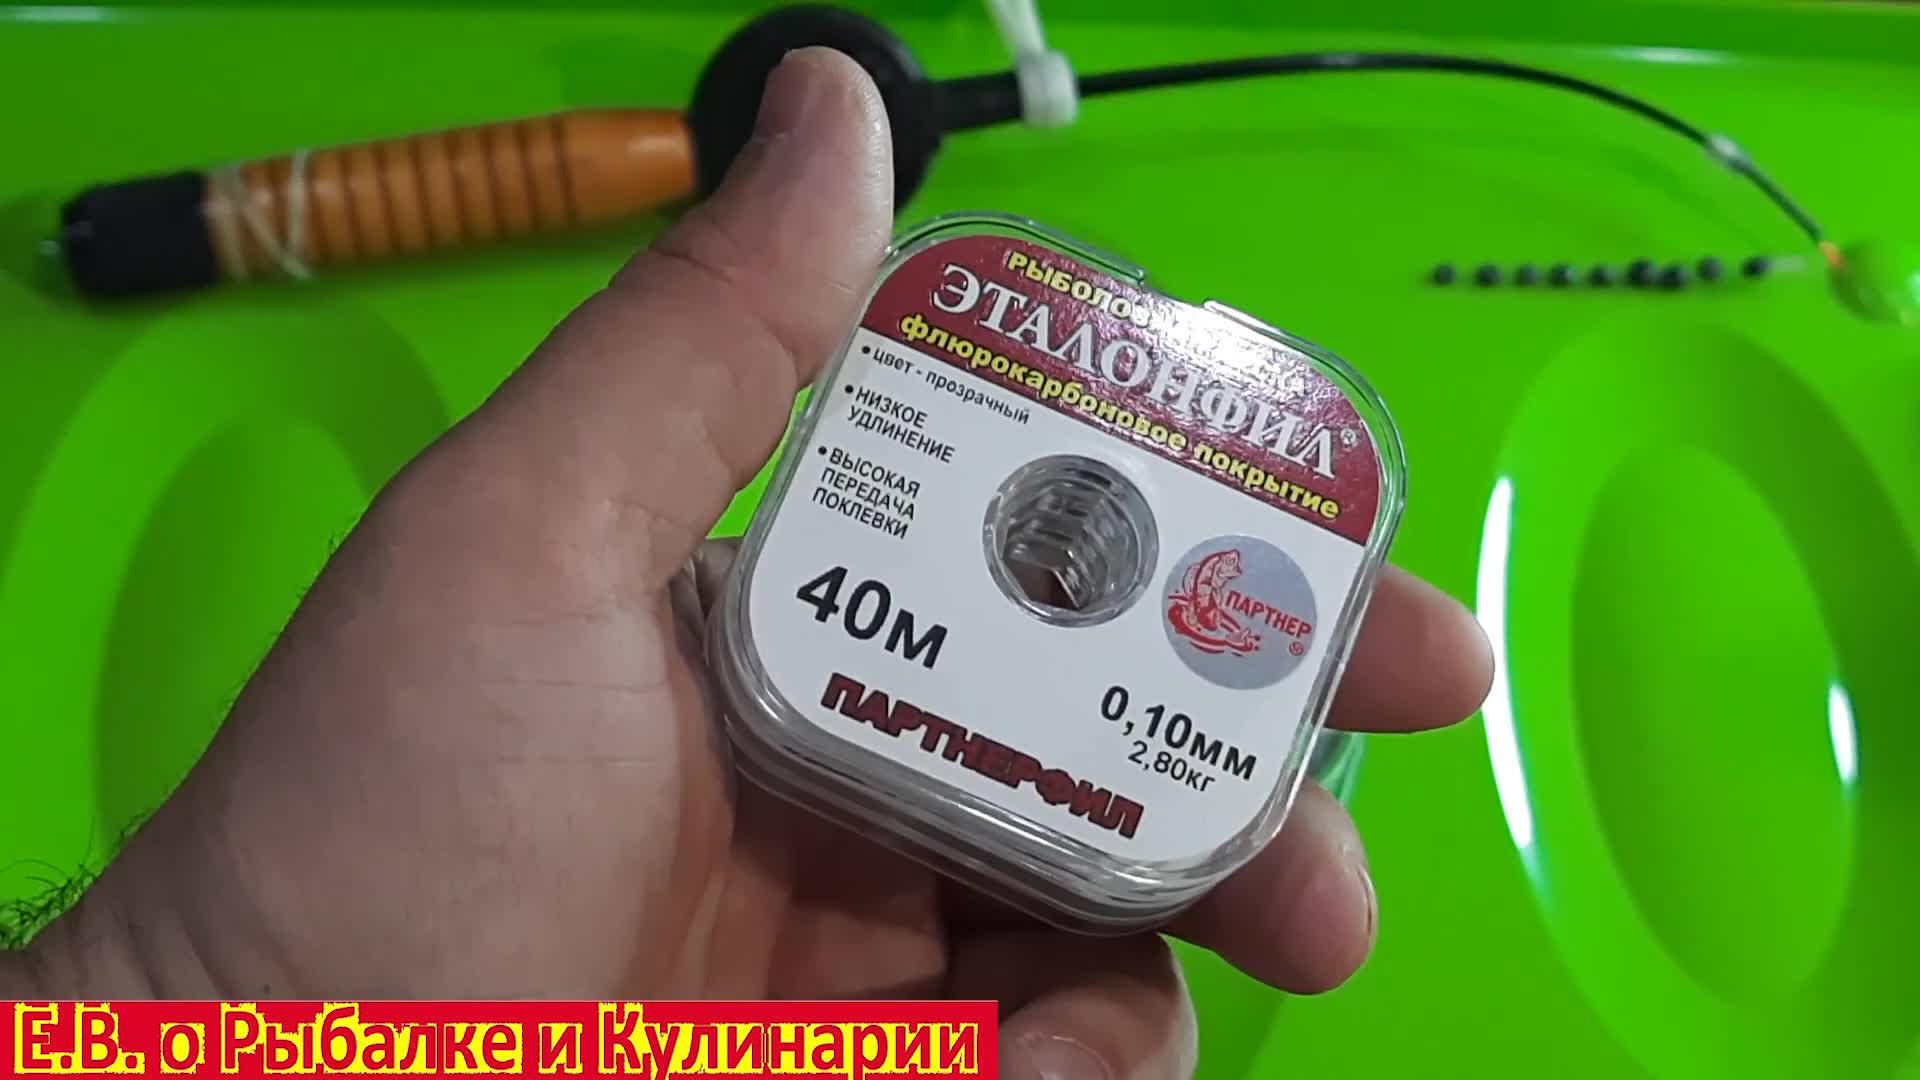 РЫБОЛОВ
ЭТАЛОНФИЛ®
флюрокарбоновое покрытие
• цвет - прозрачный
• НИЗКОЕ
УДЛИНЕНИЕ
• ВЫСОКАЯ
ПЕРЕДАЧА
ПОКЛЕВКИ
40м
ПАРТНЕР
®
0,10мм
2,80кг
ПАРТНЕРФИЛ
Е.В. о Рыбалке и Кулинарии